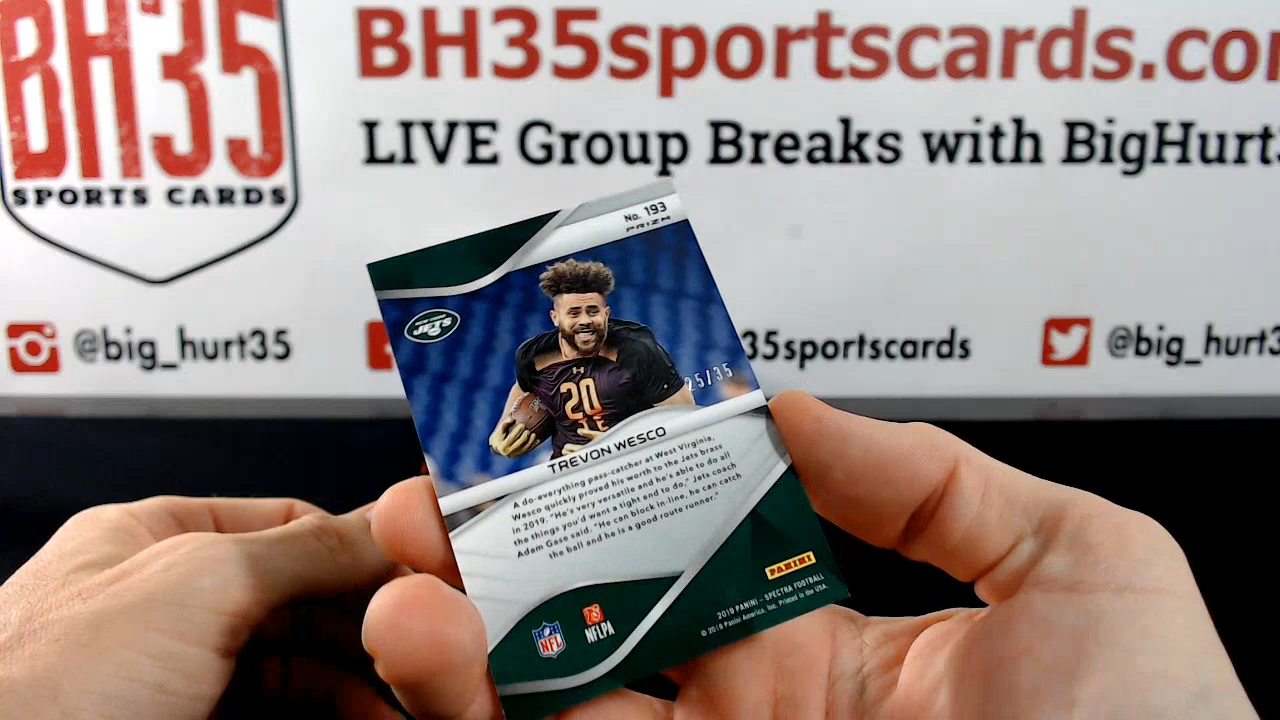 BH35
SPORTS CARDS
BH35sportscards.co
LIVE Group Breaks with BigHurt
@big_hurt35
35sportscards
@big_hurt3
No. 193
PRIZM
JETS
20
25/35
TREVON WESCO
A do-everything pass-catcher at West Virginia,
Wesco quickly proved his worth to the Jets brass
in 2019. "He's very versatile and he's able to do all
the things you'd want a tight end to do," Jets coach
Adam Gase said. "He can block in-line, he can catch
the ball and he is a good route runner."
PANINI
2019 PANINI - SPECTRA FOOTBALL
© 2019 Panini America, Inc. Printed in the USA.
NFL
NFLPA